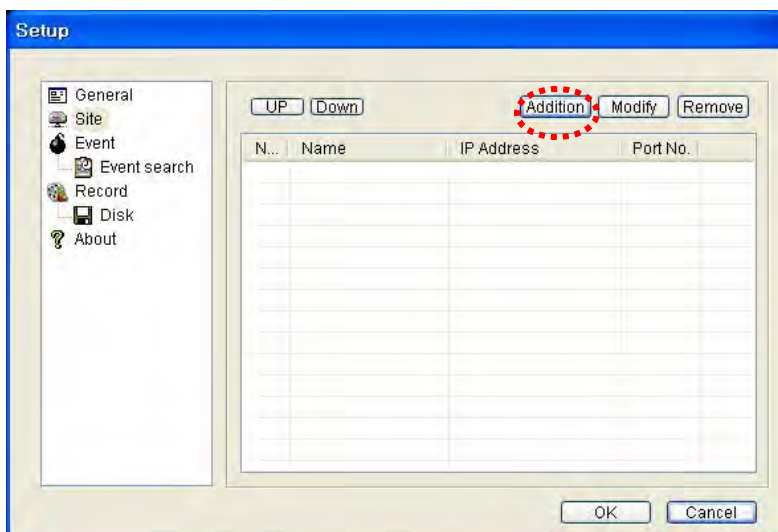 Setup
General
Site
Event
Event search
Record
Disk
About
UP Down Addition Modify Remove
N... Name IP Address Port No.
OK Cancel